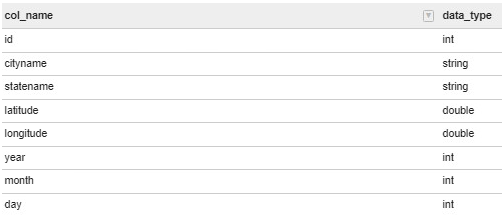 col_name data_type
id int
cityname string
statename string
latitude double
longitude double
year int
month int
day int